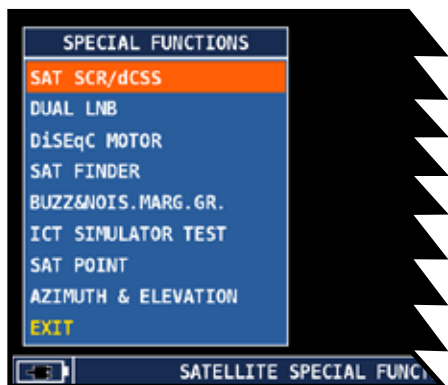 SPECIAL FUNCTIONS
SAT SCR/dCSS
DUAL LNB
DiSEqC MOTOR
SAT FINDER
BUZZ&NOIS.MARG.GR.
ICT SIMULATOR TEST
SAT POINT
AZIMUTH & ELEVATION
EXIT
SATELLITE SPECIAL FUNCT